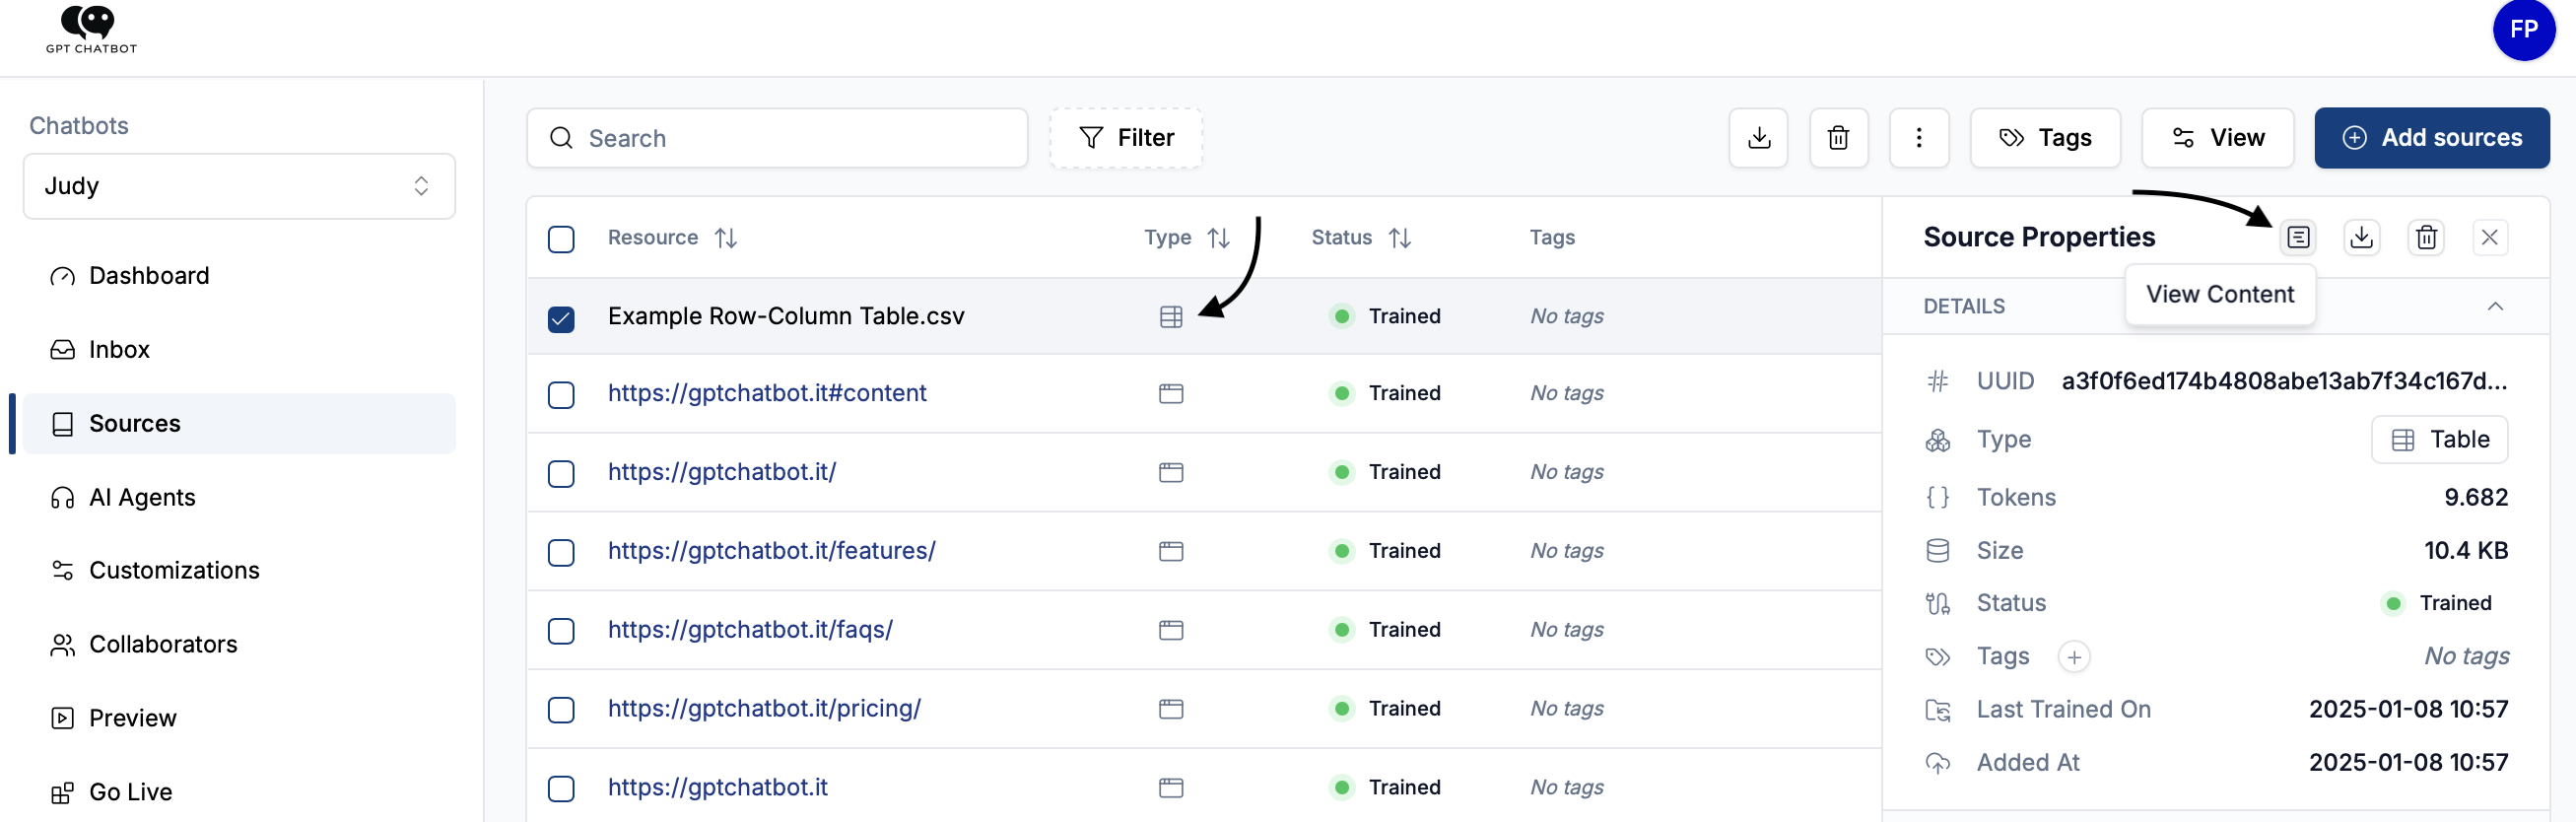 GPT CHATBOT
FP
Chatbots
Judy
Dashboard
Inbox
Sources
AI Agents
Customizations
Collaborators
Preview
Go Live
Search
Filter
Tags
View
Add sources
Resource Type Status Tags
Example Row-Column Table.csv Trained No tags
https://gptchatbot.it#content Trained No tags
https://gptchatbot.it/ Trained No tags
https://gptchatbot.it/features/ Trained No tags
https://gptchatbot.it/faqs/ Trained No tags
https://gptchatbot.it/pricing/ Trained No tags
https://gptchatbot.it Trained No tags
Source Properties
View Content
DETAILS
UUID a3f0f6ed174b4808abe13ab7f34c167d...
Type Table
Tokens 9.682
Size 10.4 KB
Status Trained
Tags No tags
Last Trained On 2025-01-08 10:57
Added At 2025-01-08 10:57